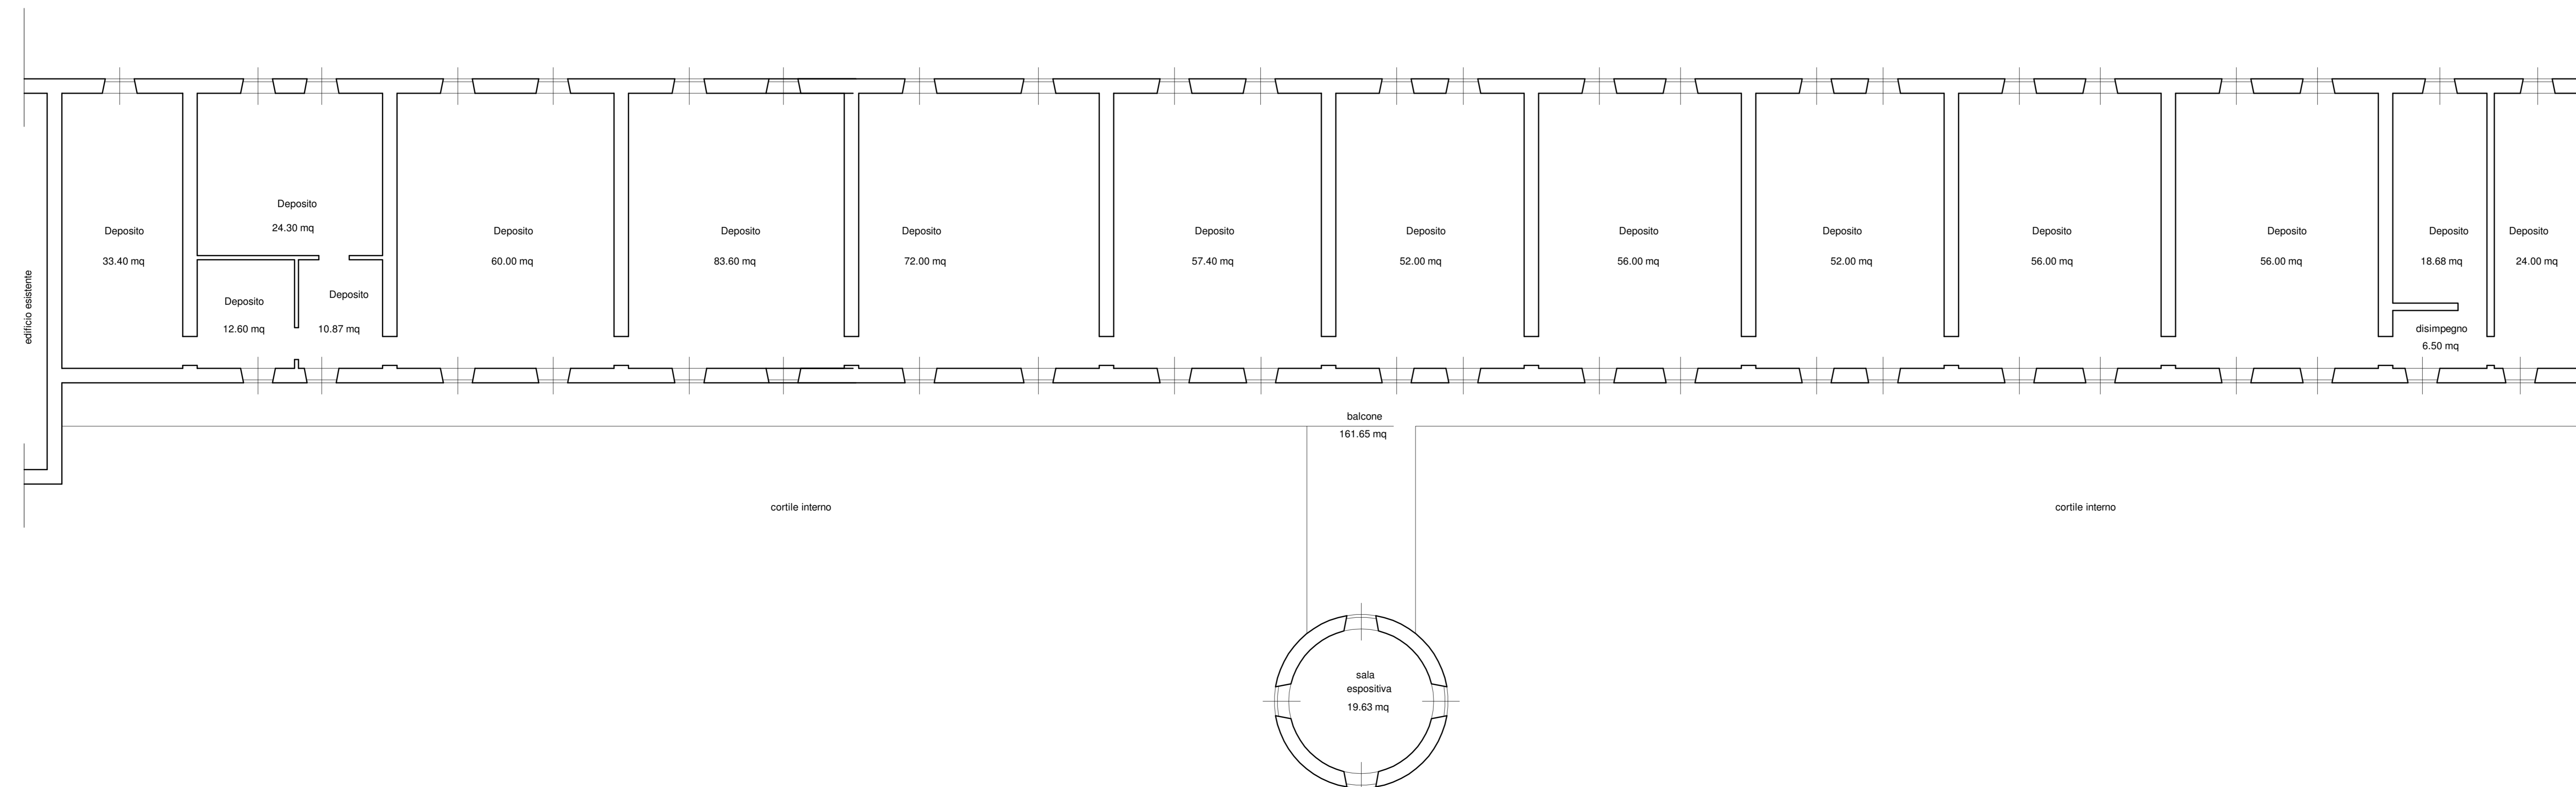 edificio esistente
Deposito
33.40 mq
Deposito
24.30 mq
Deposito
12.60 mq
Deposito
10.87 mq
Deposito
60.00 mq
Deposito
83.60 mq
Deposito
72.00 mq
Deposito
57.40 mq
Deposito
52.00 mq
Deposito
56.00 mq
Deposito
52.00 mq
Deposito
56.00 mq
Deposito
56.00 mq
Deposito
18.68 mq
disimpegno
6.50 mq
Deposito
24.00 mq
balcone
161.65 mq
cortile interno
cortile interno
sala
espositiva
19.63 mq